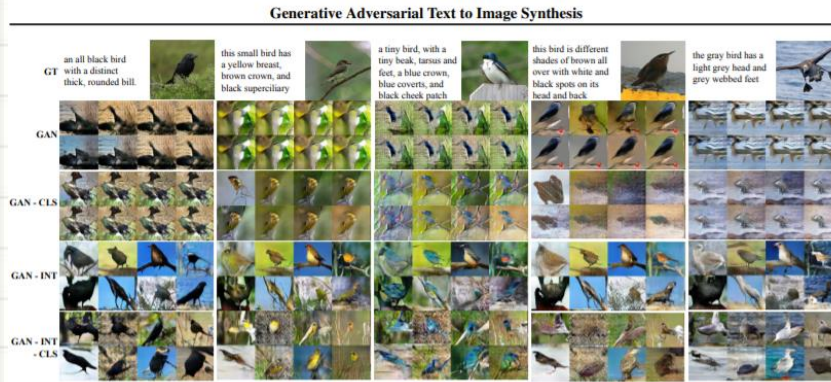 Generative Adversarial Text to Image Synthesis
GT
an all black bird
with a distinct
thick, rounded bill.
this small bird has
a yellow breast,
brown crown, and
black superciliary
a tiny bird, with a
tiny beak, tarsus and
feet, a blue crown,
blue coverts, and
black cheek patch
this bird is different
shades of brown all
over with white and
black spots on its
head and back
the gray bird has a
light grey head and
grey webbed feet
GAN
GAN - CLS
GAN - INT
GAN - INT
- CLS